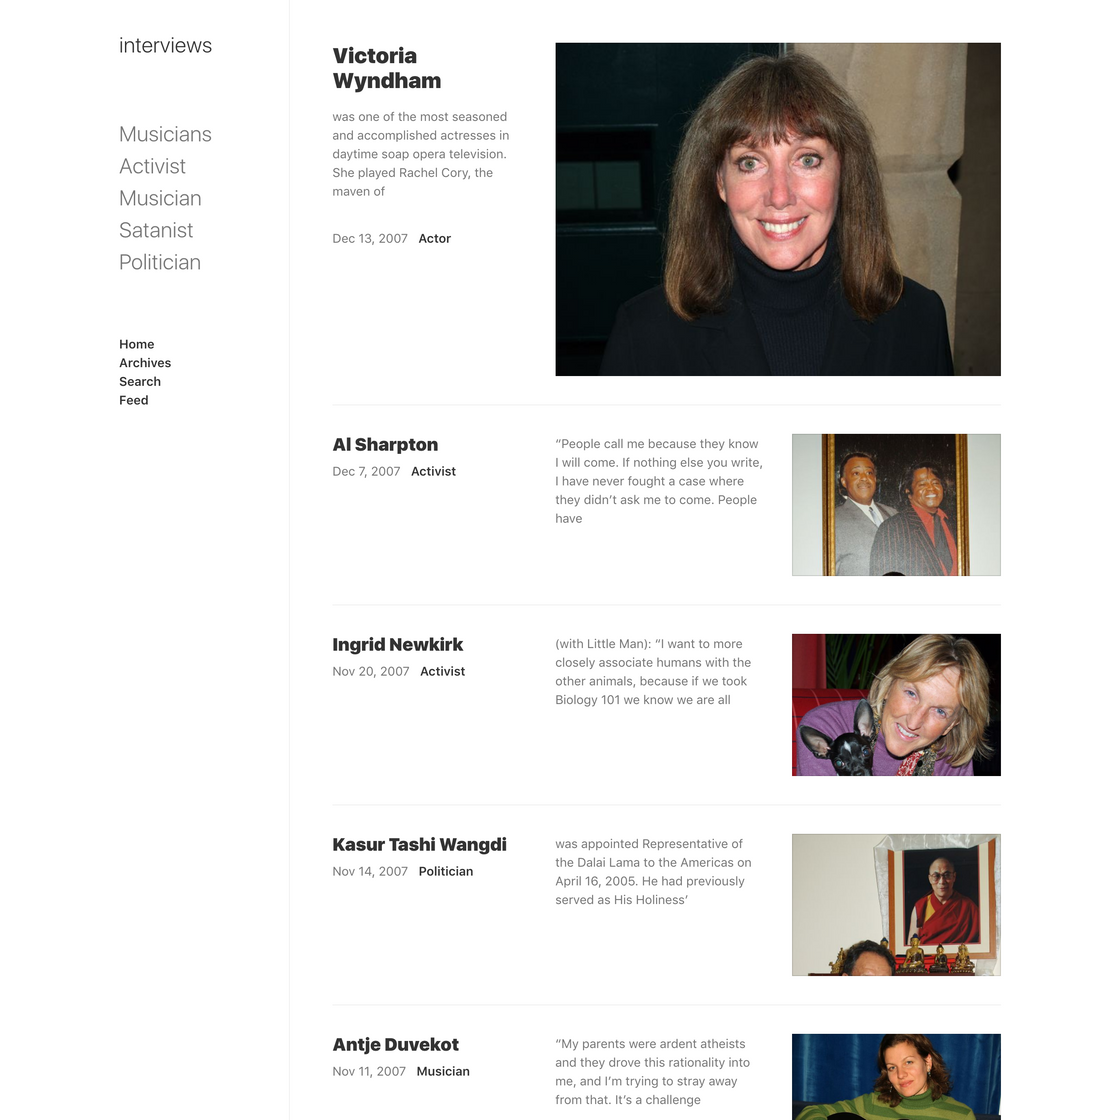 interviews
Musicians
Activist
Musician
Satanist
Politician
Home
Archives
Search
Feed
Victoria
Wyndham
was one of the most seasoned
and accomplished actresses in
daytime soap opera television.
She played Rachel Cory, the
maven of
Dec 13, 2007 Actor
Al Sharpton
Dec 7, 2007 Activist
“People call me because they know
I will come. If nothing else you write,
I have never fought a case where
they didn’t ask me to come. People
have
Ingrid Newkirk
Nov 20, 2007 Activist
(with Little Man): “I want to more
closely associate humans with the
other animals, because if we took
Biology 101 we know we are all
Kasur Tashi Wangdi
Nov 14, 2007 Politician
was appointed Representative of
the Dalai Lama to the Americas on
April 16, 2005. He had previously
served as His Holiness’
Antje Duvekot
Nov 11, 2007 Musician
“My parents were ardent atheists
and they drove this rationality into
me, and I’m trying to stray away
from that. It’s a challenge